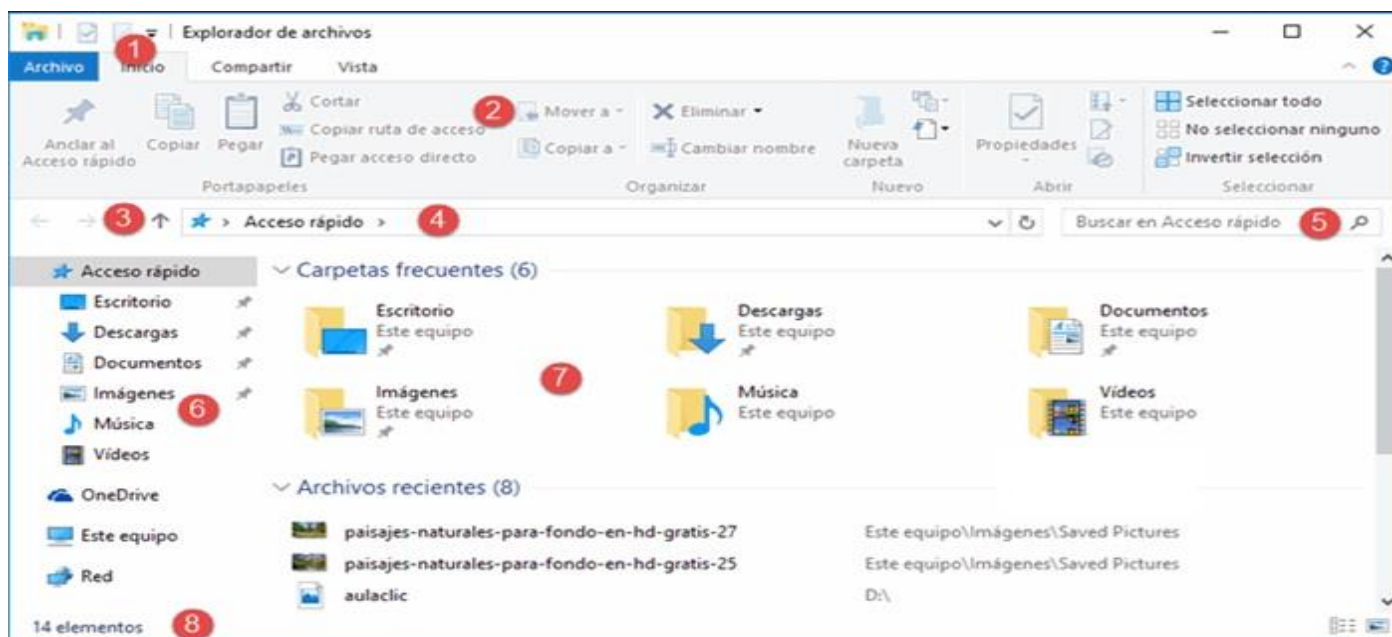 Explorador de archivos
1
Archivo Inicio Compartir Vista
Anclar al Acceso rápido
Copiar
Pegar
Cortar
Copiar ruta de acceso
Pegar acceso directo
Portapapeles
2
Mover a
Copiar a
Eliminar
Cambiar nombre
Organizar
Nueva carpeta
Nuevo
Propiedades
Abrir
Seleccionar todo
No seleccionar ninguno
Invertir selección
Seleccionar
3
Acceso rápido
4
Buscar en Acceso rápido
5
Acceso rápido
Escritorio
Descargas
Documentos
Imágenes
6
Música
Vídeos
OneDrive
Este equipo
Red
Carpetas frecuentes (6)
Escritorio
Este equipo
Descargas
Este equipo
Documentos
Este equipo
7
Imágenes
Este equipo
Música
Este equipo
Vídeos
Este equipo
Archivos recientes (8)
paisajes-naturales-para-fondo-en-hd-gratis-27 Este equipo\Imágenes\Saved Pictures
paisajes-naturales-para-fondo-en-hd-gratis-25 Este equipo\Imágenes\Saved Pictures
aulaclic D:\
14 elementos
8